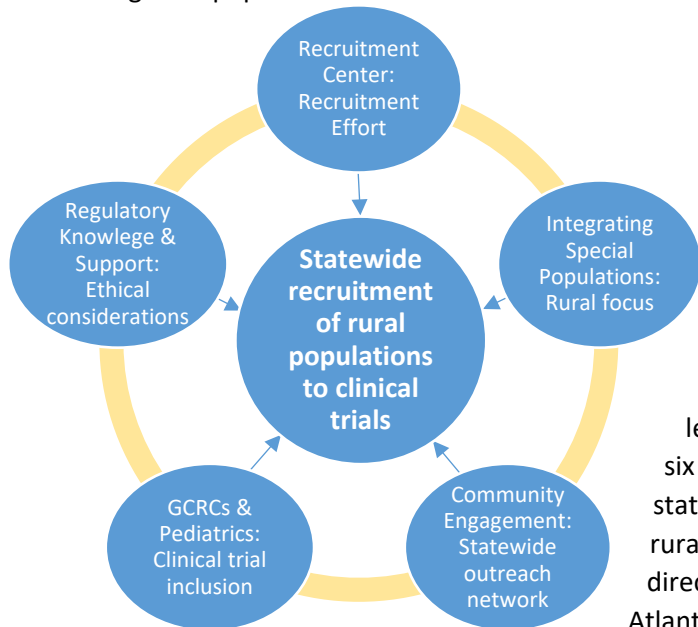 Recruitment
Center:
Recruitment
Effort
Integrating
Special
Populations:
Rural focus
Community
Engagement:
Statewide
outreach
network
GCRCs &
Pediatrics:
Clinical trial
inclusion
Regulatory
Knowlege &
Support:
Ethical
considerations
Statewide
recruitment
of rural
populations
to clinical
trials
six
stat
rura
direc
Atlant